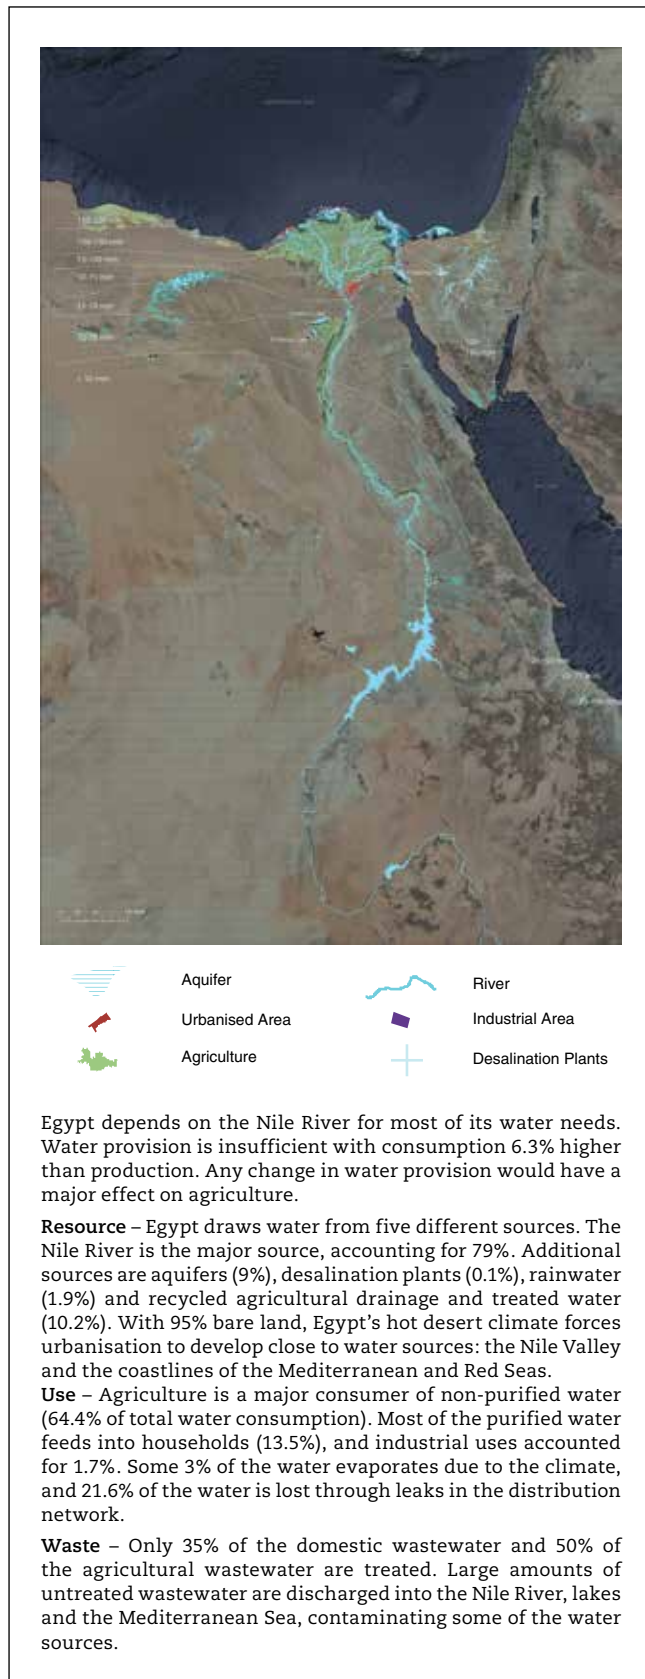 Aquifer
River
Urbanised Area
Industrial Area
Agriculture
Desalination Plants
Egypt depends on the Nile River for most of its water needs.
Water provision is insufficient with consumption 6.3% higher
than production. Any change in water provision would have a
major effect on agriculture.
Resource – Egypt draws water from five different sources. The
Nile River is the major source, accounting for 79%. Additional
sources are aquifers (9%), desalination plants (0.1%), rainwater
(1.9%) and recycled agricultural drainage and treated water
(10.2%). With 95% bare land, Egypt's hot desert climate forces
urbanisation to develop close to water sources: the Nile Valley
and the coastlines of the Mediterranean and Red Seas.
Use – Agriculture is a major consumer of non-purified water
(64.4% of total water consumption). Most of the purified water
feeds into households (13.5%), and industrial uses accounted
for 1.7%. Some 3% of the water evaporates due to the climate,
and 21.6% of the water is lost through leaks in the distribution
network.
Waste – Only 35% of the domestic wastewater and 50% of
the agricultural wastewater are treated. Large amounts of
untreated wastewater are discharged into the Nile River, lakes
and the Mediterranean Sea, contaminating some of the water
sources.